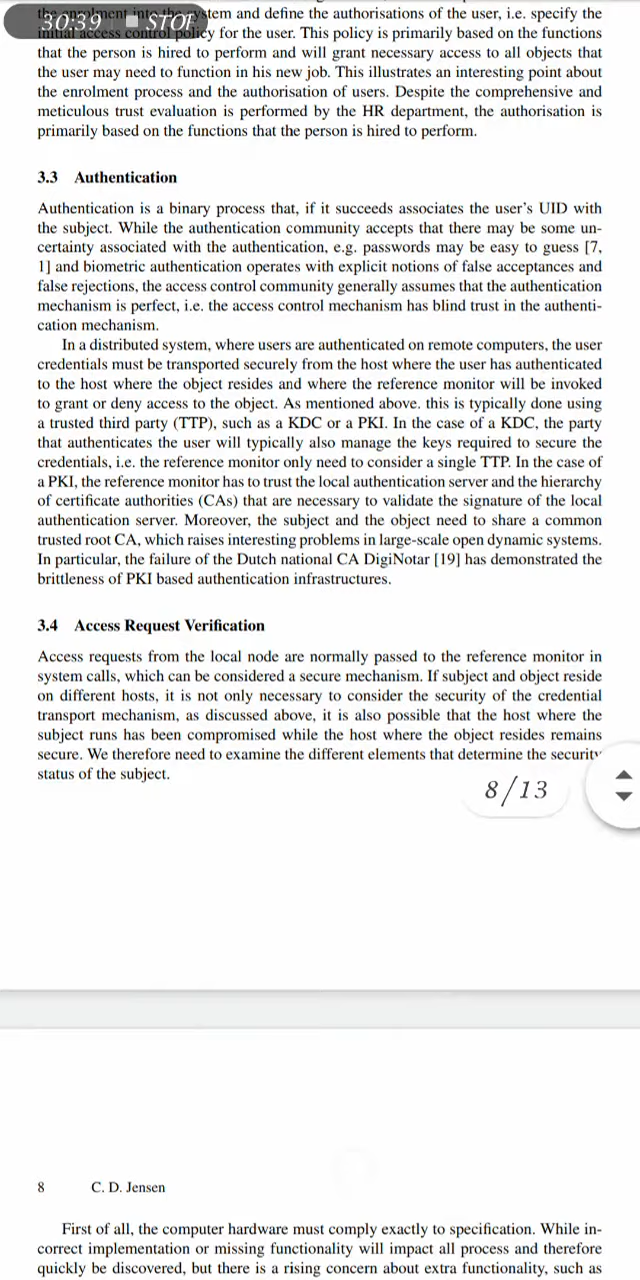 the enrolment into the system and define the authorisations of the user, i.e. specify the
30:39 STOP
initial access control policy for the user. This policy is primarily based on the functions
that the person is hired to perform and will grant necessary access to all objects that
the user may need to function in his new job. This illustrates an interesting point about
the enrolment process and the authorisation of users. Despite the comprehensive and
meticulous trust evaluation is performed by the HR department, the authorisation is
primarily based on the functions that the person is hired to perform.
3.3 Authentication
Authentication is a binary process that, if it succeeds associates the user's UID with
the subject. While the authentication community accepts that there may be some un-
certainty associated with the authentication, e.g. passwords may be easy to guess [7,
1] and biometric authentication operates with explicit notions of false acceptances and
false rejections, the access control community generally assumes that the authentication
mechanism is perfect, i.e. the access control mechanism has blind trust in the authenti-
cation mechanism.
In a distributed system, where users are authenticated on remote computers, the user
credentials must be transported securely from the host where the user has authenticated
to the host where the object resides and where the reference monitor will be invoked
to grant or deny access to the object. As mentioned above. this is typically done using
a trusted third party (TTP), such as a KDC or a PKI. In the case of a KDC, the party
that authenticates the user will typically also manage the keys required to secure the
credentials, i.e. the reference monitor only need to consider a single TTP. In the case of
a PKI, the reference monitor has to trust the local authentication server and the hierarchy
of certificate authorities (CAs) that are necessary to validate the signature of the local
authentication server. Moreover, the subject and the object need to share a common
trusted root CA, which raises interesting problems in large-scale open dynamic systems.
In particular, the failure of the Dutch national CA DigiNotar [19] has demonstrated the
brittleness of PKI based authentication infrastructures.
3.4 Access Request Verification
Access requests from the local node are normally passed to the reference monitor in
system calls, which can be considered a secure mechanism. If subject and object reside
on different hosts, it is not only necessary to consider the security of the credential
transport mechanism, as discussed above, it is also possible that the host where the
subject runs has been compromised while the host where the object resides remains
secure. We therefore need to examine the different elements that determine the security
status of the subject.
8/13
8 C. D. Jensen
First of all, the computer hardware must comply exactly to specification. While in-
correct implementation or missing functionality will impact all process and therefore
quickly be discovered, but there is a rising concern about extra functionality, such as